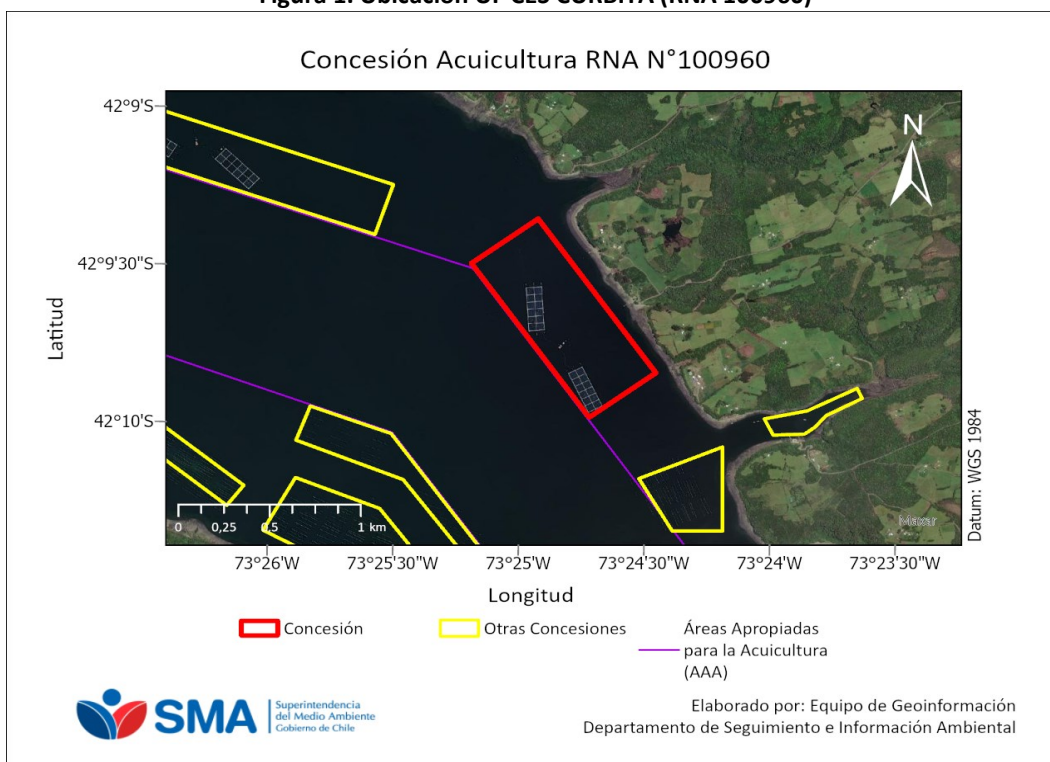 Figura 1. Ubicación UF CES CURBITA (RNA 100960)
Concesión Acuicultura RNA N°100960
42°9'S
42°9'30"S
42°10'S
Latitud
N
Datum: WGS 1984
Maxar
0 0,25 0,5 1 km
73°26'W 73°25'30"W 73°25'W 73°24'30"W 73°24'W 73°23'30"W
Longitud
Concesión
Otras Concesiones
Áreas Apropiadas
para la Acuicultura
(AAA)
SMA
Superintendencia
del Medio Ambiente
Gobierno de Chile
Elaborado por: Equipo de Geoinformación
Departamento de Seguimiento e Información Ambiental